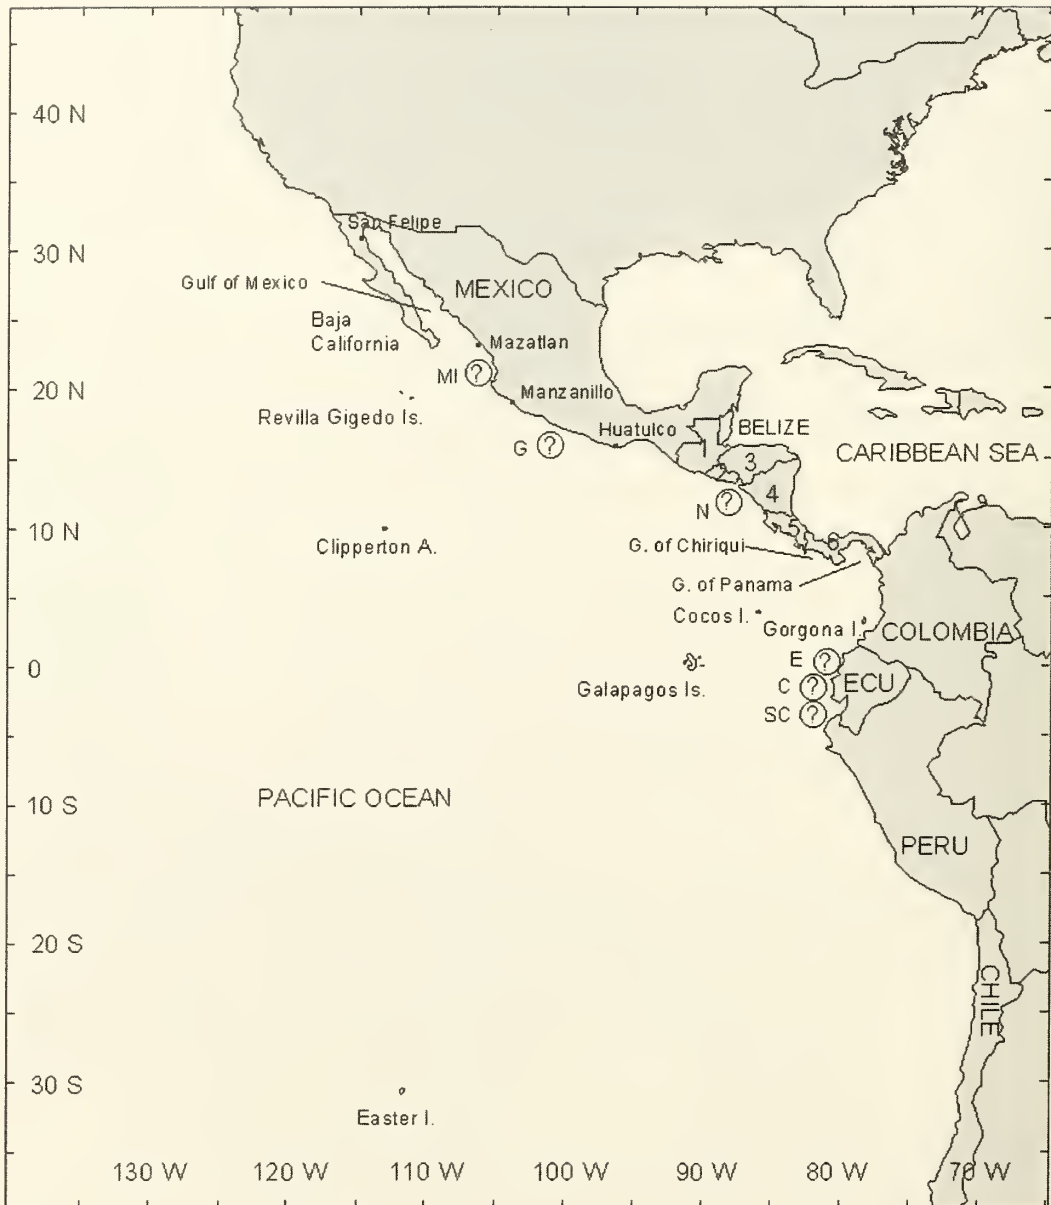 40 N
San Felipe
30 N
Gulf of Mexico
MEXICO
Baja
California
Mazatlan
MI ?
20 N
Manzanillo
Revilla Gigedo Is.
Huatulco
BELIZE
G ?
1
3
CARIBBEAN SEA
4
N ?
10 N
Clipperton A.
G. of Chiriqui
6
G. of Panama
Cocos I.
Gorgona I.
COLOMBIA
0
E ?
Galapagos Is.
C ?
ECU
SC ?
PACIFIC OCEAN
10 S
PERU
20 S
CHILE
30 S
Easter I.
130 W
120 W
110 W
100 W
90 W
80 W
70 W